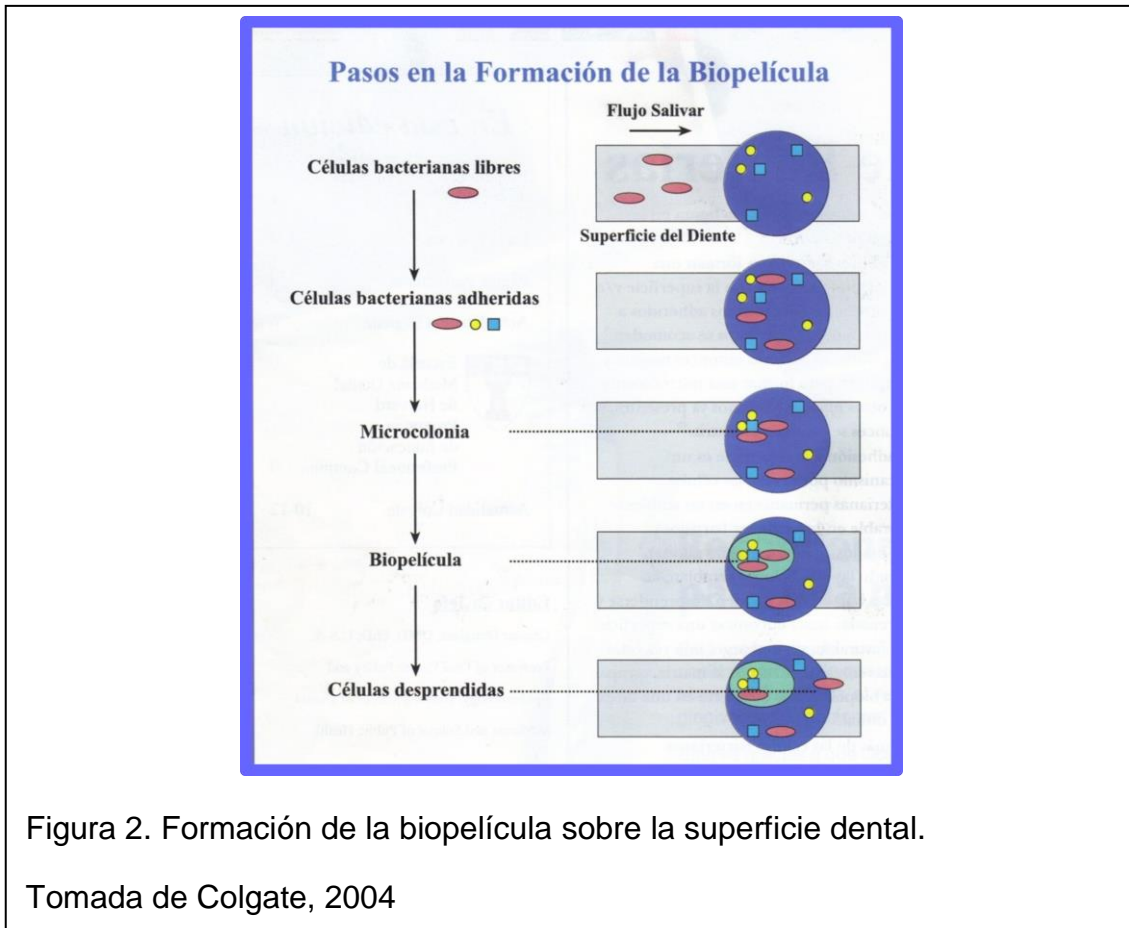 Pasos en la Formación de la Biopelícula
Flujo Salivar
Células bacterianas libres
Superficie del Diente
Células bacterianas adheridas
Microcolonia
Biopelícula
Células desprendidas
Figura 2. Formación de la biopelícula sobre la superficie dental.
Tomada de Colgate, 2004